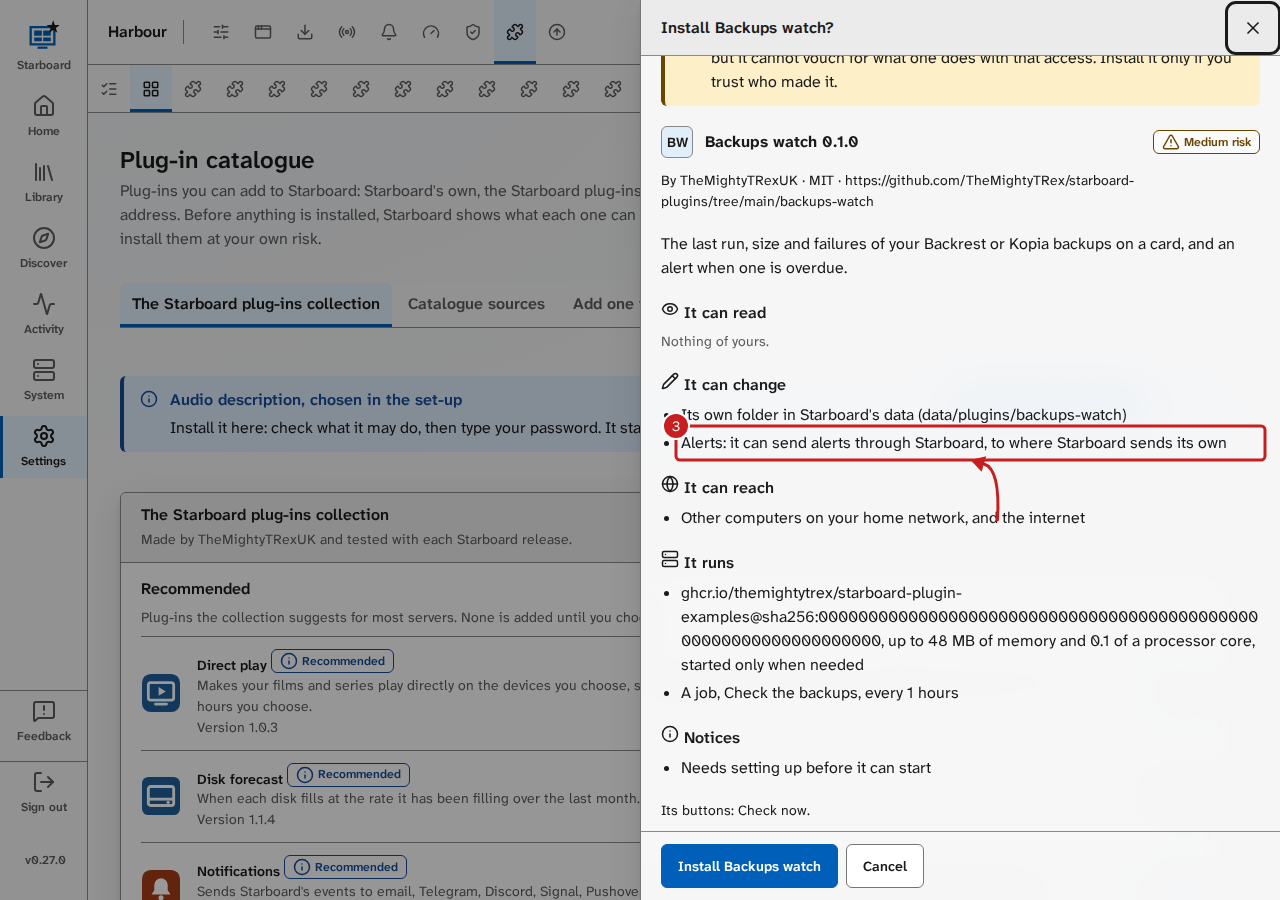 Starboard
Home
Library
Discover
Activity
System
Settings
Feedback
Sign out
v0.27.0
Harbour
Plug-in catalogue
Plug-ins you can add to Starboard: Starboard's own, the Starboard plug-ins
address. Before anything is installed, Starboard shows what each one can
install them at your own risk.
The Starboard plug-ins collection
Catalogue sources
Add one
Audio description, chosen in the set-up
Install it here: check what it may do, then type your password. It sta
The Starboard plug-ins collection
Made by TheMightyTRexUK and tested with each Starboard release.
Recommended
Plug-ins the collection suggests for most servers. None is added until you cho
Direct play
Recommended
Makes your films and series play directly on the devices you choose, s
hours you choose.
Version 1.0.3
Disk forecast
Recommended
When each disk fills at the rate it has been filling over the last month.
Version 1.1.4
Notifications
Recommended
Sends Starboard's events to email, Telegram, Discord, Signal, Pushove
Install Backups watch?
but it cannot vouch for what one does with that access. Install it only if you
trust who made it.
BW
Backups watch 0.1.0
Medium risk
By TheMightyTRexUK · MIT · https://github.com/TheMightyTRex/starboard-
plugins/tree/main/backups-watch
The last run, size and failures of your Backrest or Kopia backups on a card, and an
alert when one is overdue.
It can read
Nothing of yours.
It can change
Its own folder in Starboard's data (data/plugins/backups-watch)
3
Alerts: it can send alerts through Starboard, to where Starboard sends its own
It can reach
Other computers on your home network, and the internet
It runs
ghcr.io/themightytrex/starboard-plugin-
examples@sha256:00000000000000000000000000000000000000000000
00000000000000000000, up to 48 MB of memory and 0.1 of a processor core,
started only when needed
A job, Check the backups, every 1 hours
Notices
Needs setting up before it can start
Its buttons: Check now.
Install Backups watch
Cancel